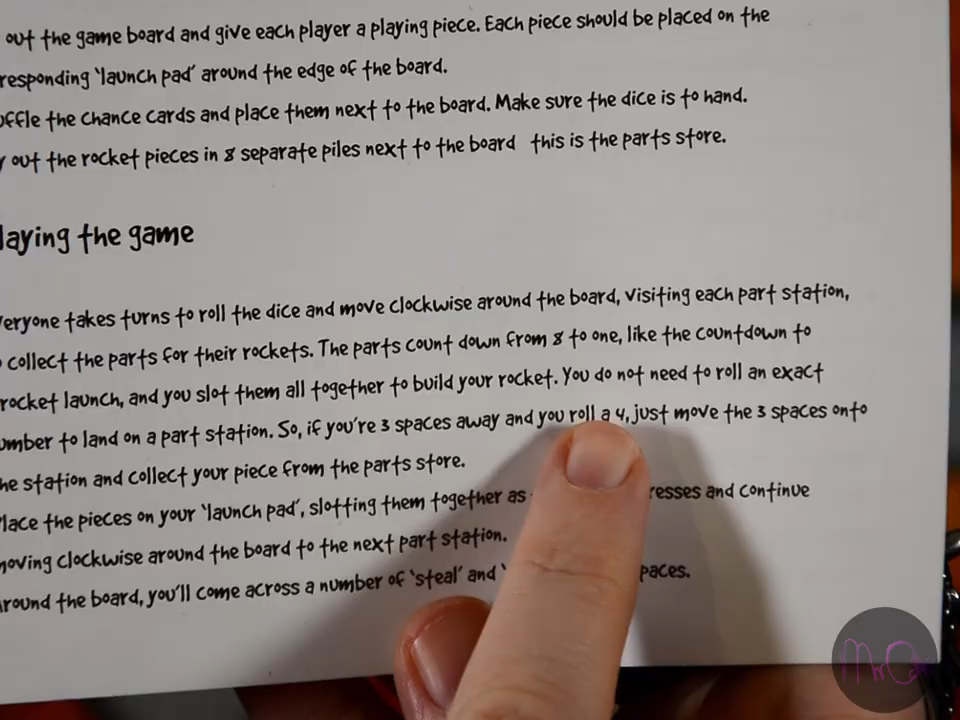 out the game board and give each player a playing piece. Each piece should be placed on the
responding 'launch pad' around the edge of the board.
uffle the chance cards and place them next to the board. Make sure the dice is to hand.
y out the rocket pieces in 8 separate piles next to the board this is the parts store.
laying the game
veryone takes turns to roll the dice and move clockwise around the board, visiting each part station,
o collect the parts for their rockets. The parts count down from 8 to one, like the countdown to
rocket launch, and you slot them all together to build your rocket. You do not need to roll an exact
umber to land on a part station. So, if you're 3 spaces away and you roll a 4, just move the 3 spaces onto
he station and collect your piece from the parts store.
lace the pieces on your 'launch pad', slotting them together as resses and continue
moving clockwise around the board to the next part station.
round the board, you'll come across a number of 'steal' and ' paces.